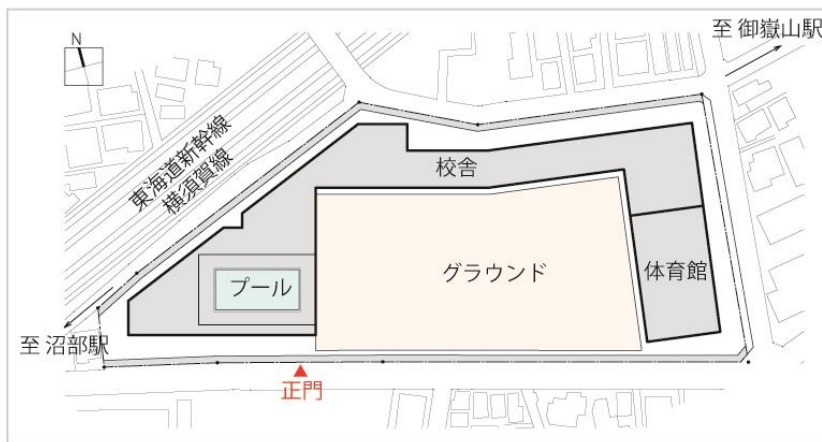 N
至 御嶽山駅
東海道新幹線
横須賀線
校舎
グラウンド
体育館
プール
至 沼部駅
正門